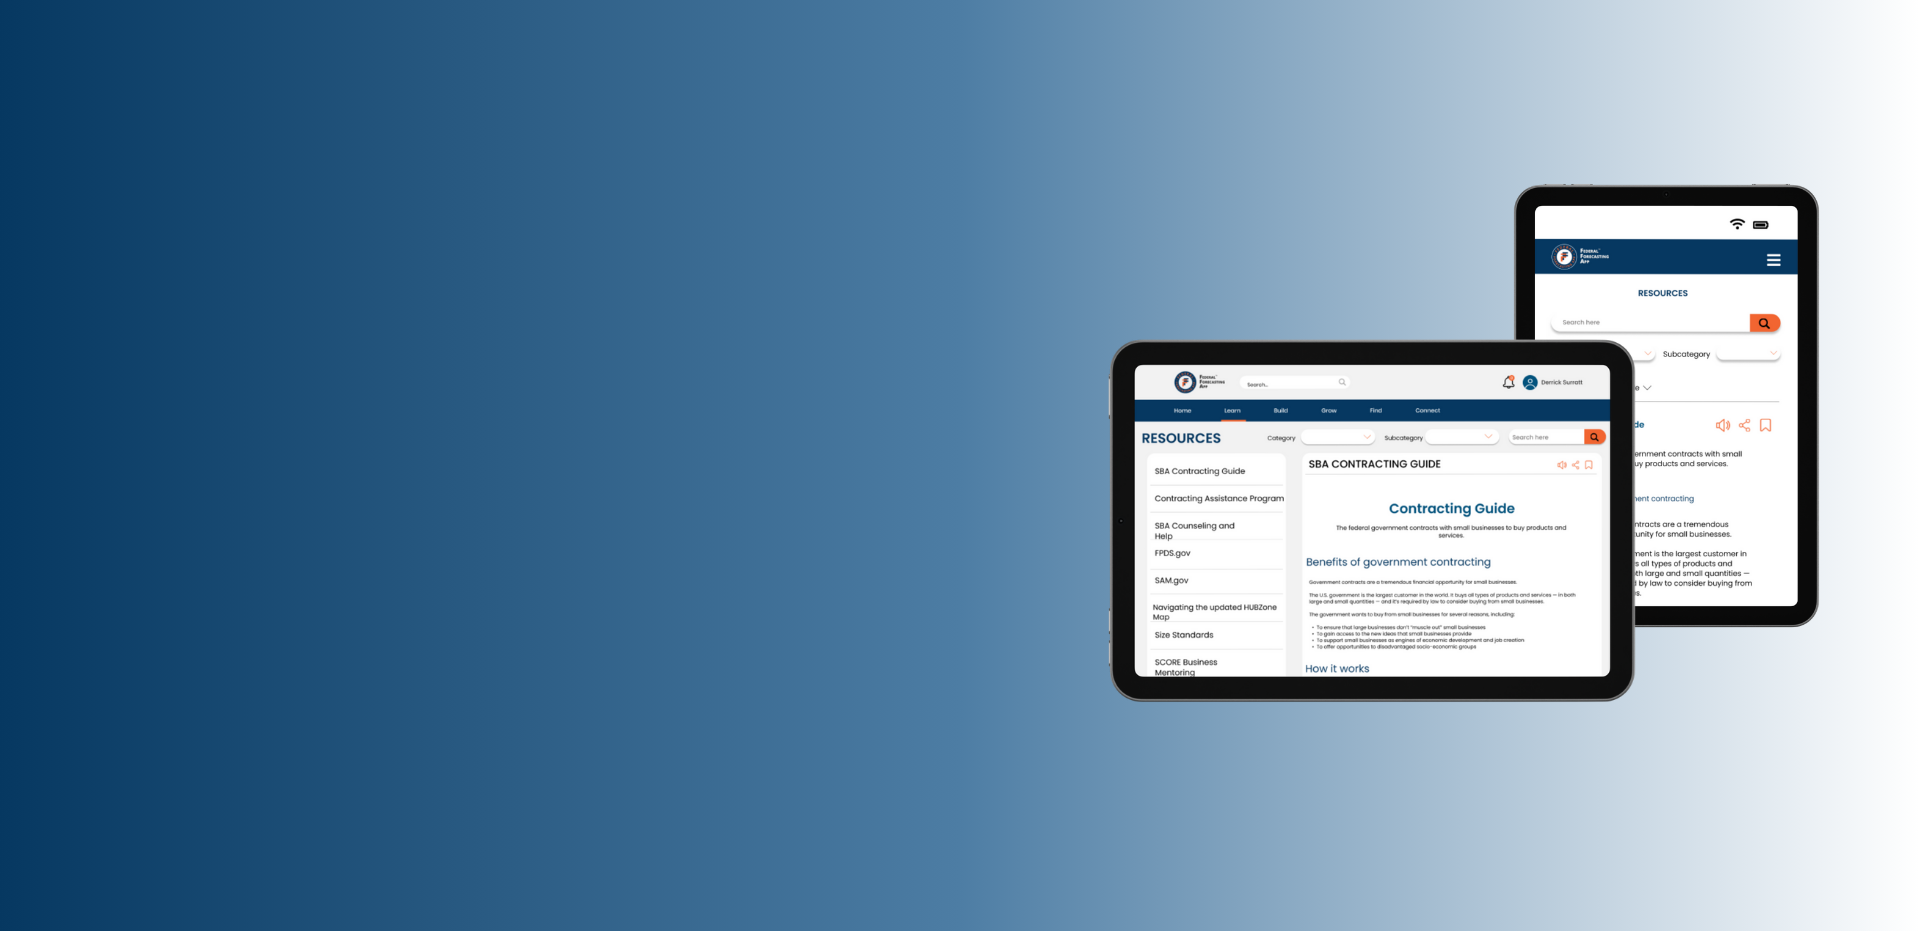 FEDERAL
FORECASTING
APP
RESOURCES
Search here
Subcategory
e
de
ernment contracts with small
uy products and services.
ent contracting
ntracts are a tremendous
unity for small businesses.
ment is the largest customer in
s all types of products and
th large and small quantities —
l by law to consider buying from
s.
FEDERAL
FORECASTING
APP
Search..
Derrick Surratt
Home Learn Build Grow Find Connect
RESOURCES
Category
Subcategory
Search here
SBA Contracting Guide
Contracting Assistance Program
SBA Counseling and
Help
FPDS.gov
SAM.gov
Navigating the updated HUBZone
Map
Size Standards
SCORE Business
Mentoring
SBA CONTRACTING GUIDE
Contracting Guide
The federal government contracts with small businesses to buy products and
services.
Benefits of government contracting
Government contracts are a tremendous financial opportunity for small businesses.
The U.S. government is the largest customer in the world. It buys all types of products and services — in both
large and small quantities — and it's required by law to consider buying from small businesses.
The government wants to buy from small businesses for several reasons, including:
• To ensure that large businesses don't "muscle out" small businesses
• To gain access to the new ideas that small businesses provide
• To support small businesses as engines of economic development and job creation
• To offer opportunities to disadvantaged socio-economic groups
How it works